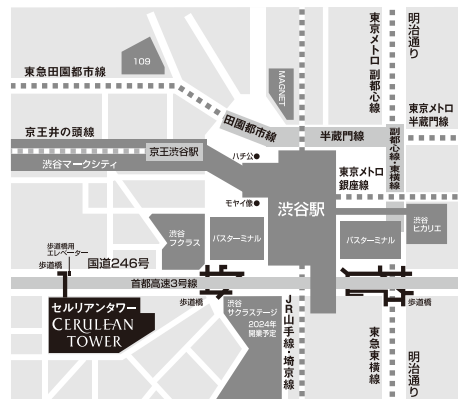 東京メトロ 副都心線
明治通り
109
東急田園都市線
MAGNET
田園都市線
半蔵門線
東京メトロ
半蔵門線
副都心線・東横線
京王井の頭線
京王渋谷駅
ハチ公
渋谷マークシティ
東京メトロ
銀座線
モヤイ像
渋谷駅
渋谷
フクラス
バスターミナル
バスターミナル
渋谷
ヒカリエ
歩道橋用
エレベーター
歩道橋
国道246号
首都高速3号線
歩道橋
歩道橋
セルリアンタワー
CERULEAN
TOWER
渋谷
サクラステージ
2024年
開業予定
JR山手線・埼京線
東急東横線
明治通り